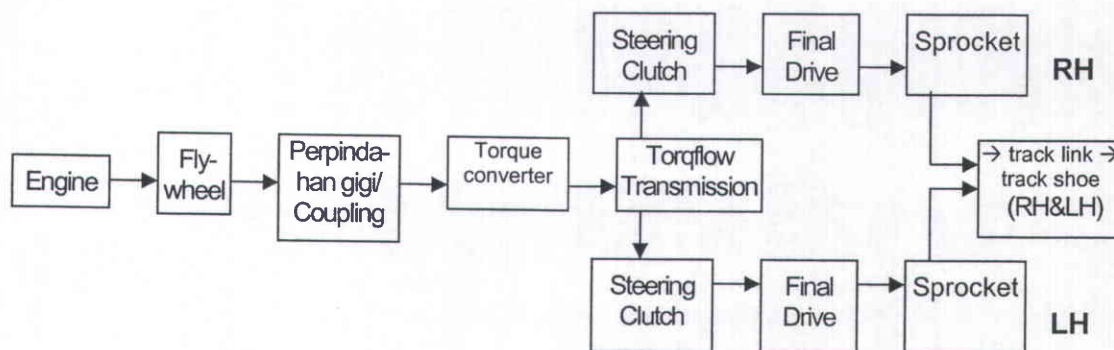 Steering
Clutch
Final
Drive
Sprocket
RH
Engine
Fly-
wheel
Perpinda-
han gigi/
Coupling
Torque
converter
Torqflow
Transmission
→ track link →
track shoe
(RH&LH)
Steering
Clutch
Final
Drive
Sprocket
LH